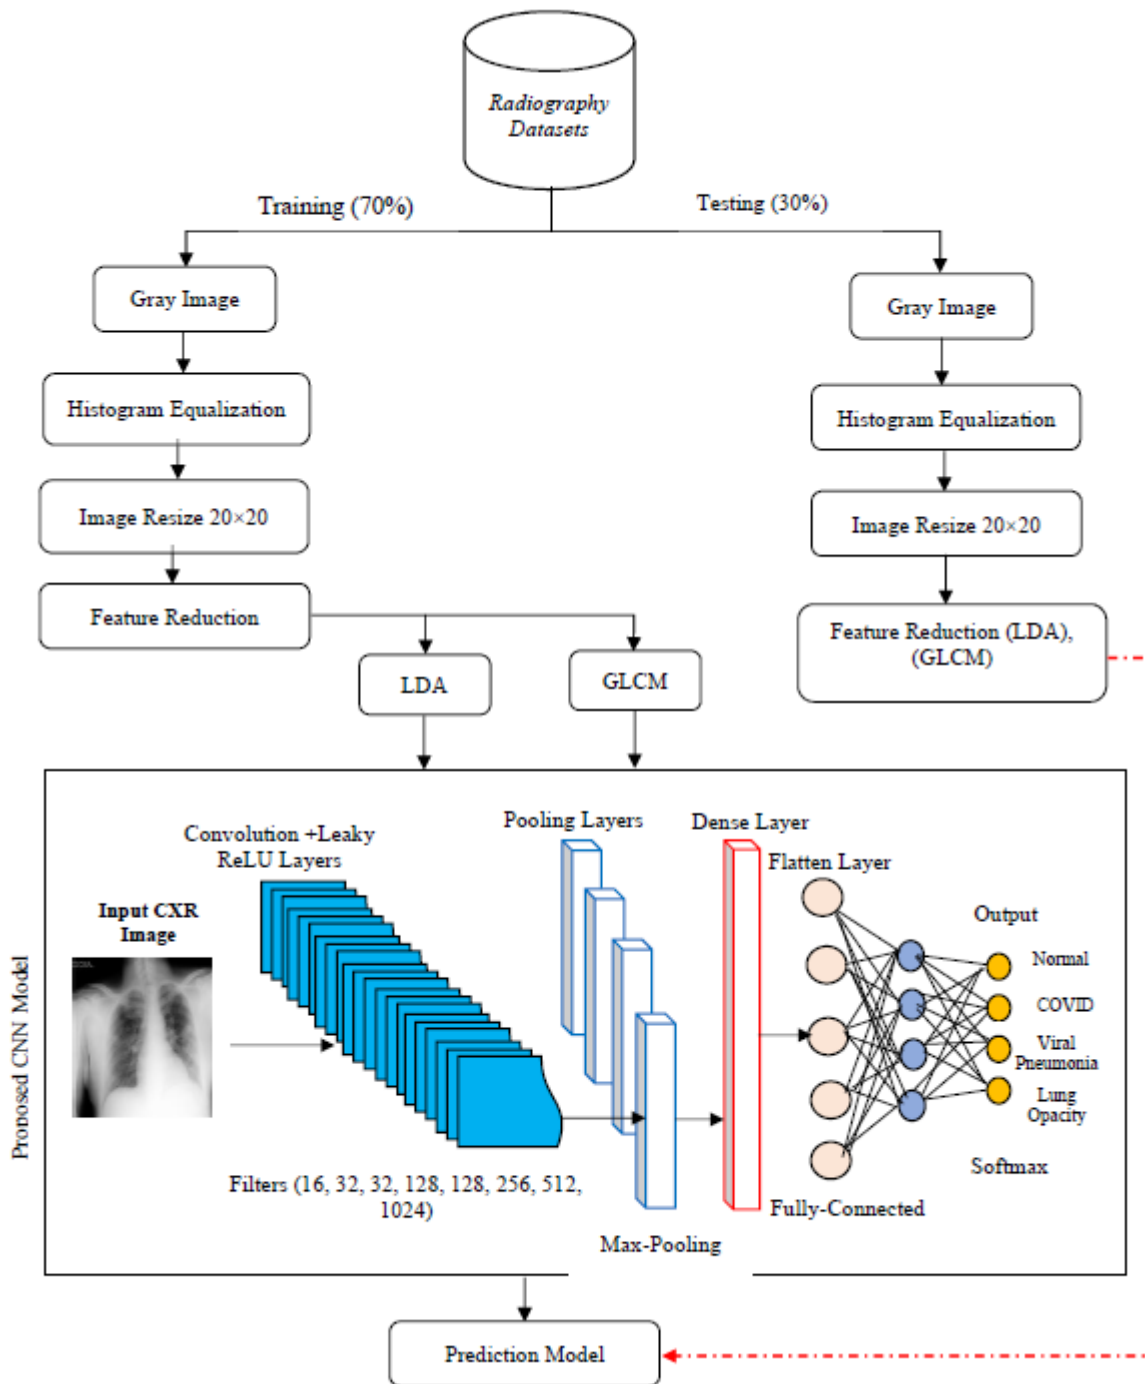 Radiography
Datasets
Training (70%)
Testing (30%)
Gray Image
Histogram Equalization
Image Resize 20×20
Feature Reduction
LDA
GLCM
Gray Image
Histogram Equalization
Image Resize 20×20
Feature Reduction (LDA),
(GLCM)
Proposed CNN Model
Input CXR
Image
Convolution +Leaky
ReLU Layers
Filters (16, 32, 32, 128, 128, 256, 512,
1024)
Pooling Layers
Max-Pooling
Dense Layer
Flatten Layer
Fully-Connected
Output
Normal
COVID
Viral
Pneumonia
Lung
Opacity
Softmax
Prediction Model